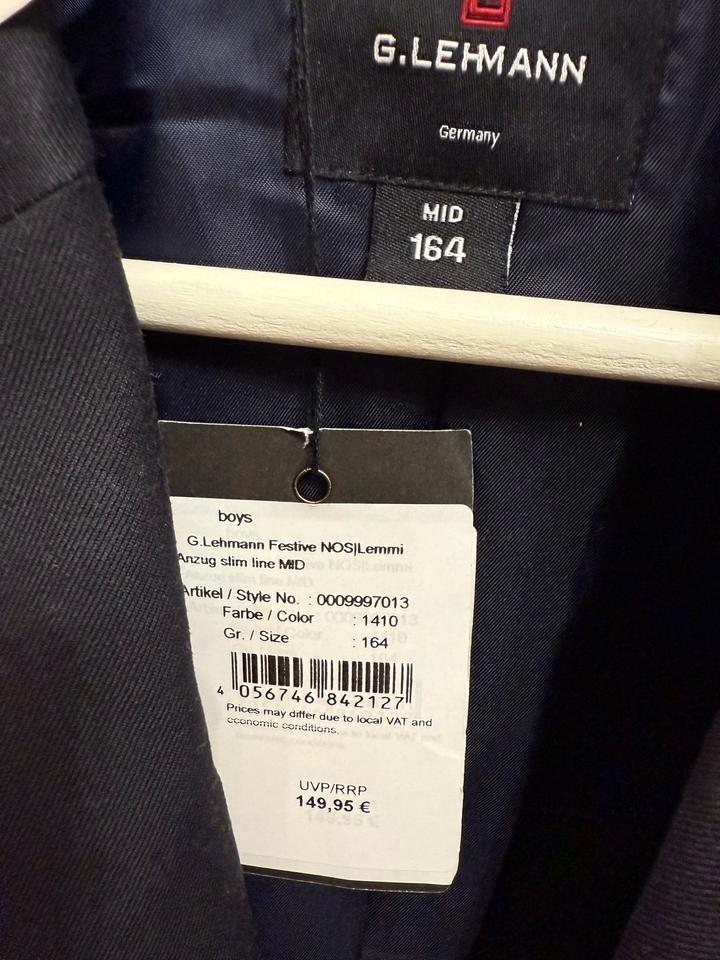 G.LEHMANN
Germany
MID
164
boys
G.Lehmann Festive NOS|Lemmi
Anzug slim line MID
Artikel / Style No. : 0009997013
Farbe / Color : 1410
Gr. / Size : 164
4 056746 842127
Prices may differ due to local VAT and
economic conditions.
UVP/RRP
149,95 €